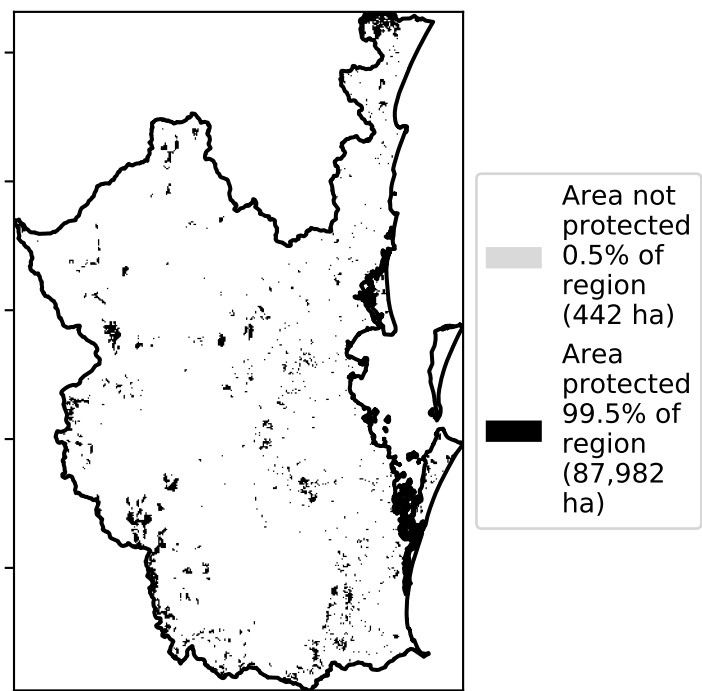 Area not
protected
0.5% of
region
(442 ha)
Area
protected
99.5% of
region
(87,982
ha)